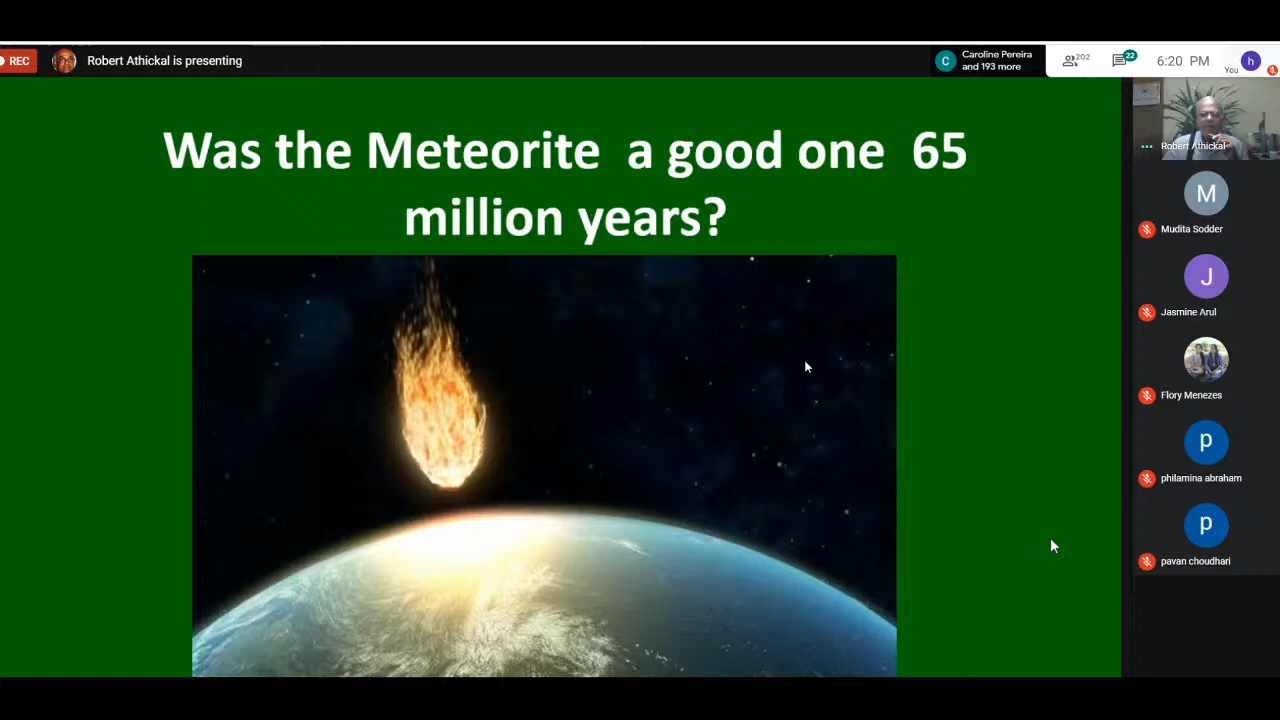 REC
Robert Athickal is presenting
C
Caroline Pereira
and 193 more
202
22
6:20 PM
You
h
Was the Meteorite a good one 65
million years?
Robert Athickal
M
Mudita Sodder
J
Jasmine Arul
Flory Menezes
p
philamina abraham
p
pavan choudhari